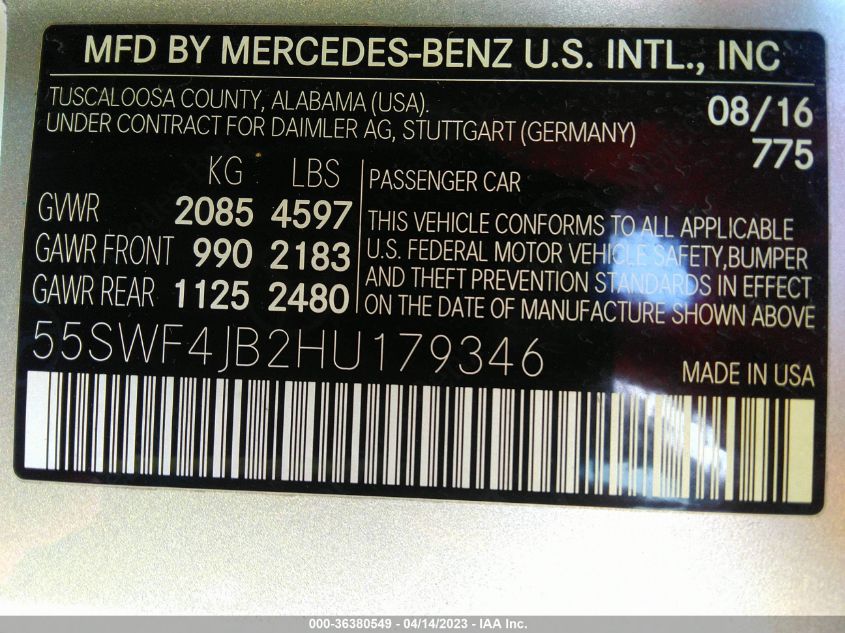 MFD BY MERCEDES-BENZ U.S. INTL., INC
TUSCALOOSA COUNTY, ALABAMA (USA).
UNDER CONTRACT FOR DAIMLER AG, STUTTGART (GERMANY)
08/16
775
KG LBS
GVWR 2085 4597
GAWR FRONT 990 2183
GAWR REAR 1125 2480
PASSENGER CAR
THIS VEHICLE CONFORMS TO ALL APPLICABLE
U.S. FEDERAL MOTOR VEHICLE SAFETY,BUMPER
AND THEFT PREVENTION STANDARDS IN EFFECT
ON THE DATE OF MANUFACTURE SHOWN ABOVE
55SWF4JB2HU179346
MADE IN USA
000-36380549 - 04/14/2023 - IAA Inc.